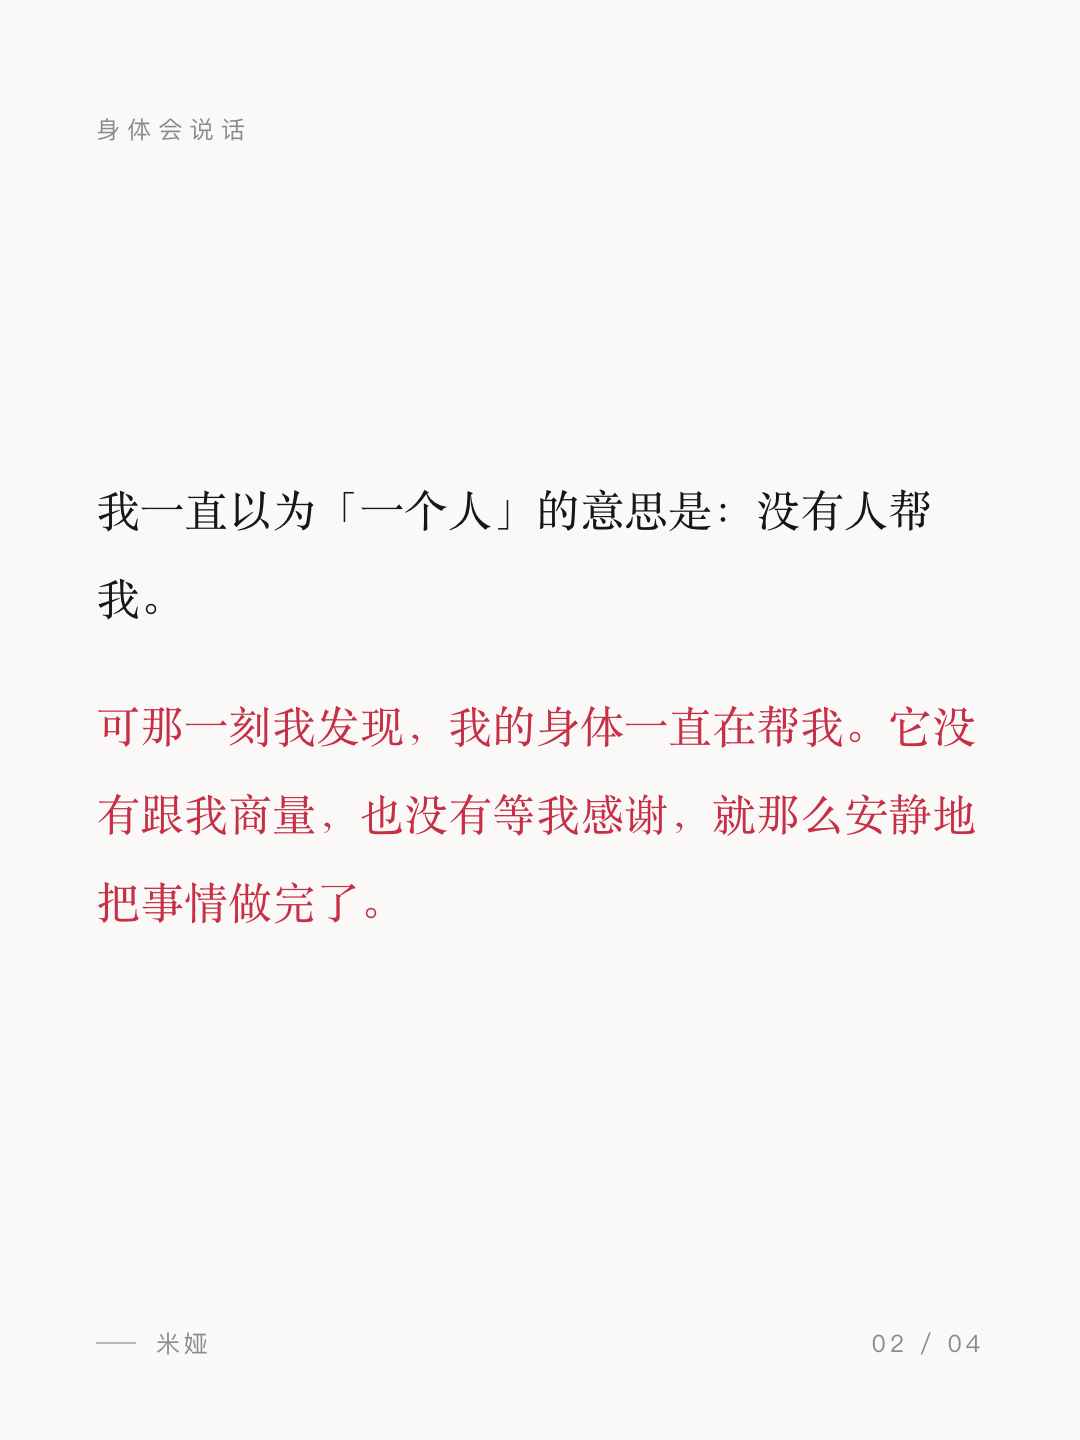 身体会说话
我一直以为「一个人」的意思是：没有人帮
我。
可那一刻我发现，我的身体一直在帮我。它没
有跟我商量，也没有等我感谢，就那么安静地
把事情做完了。
— 米娅
02 / 04